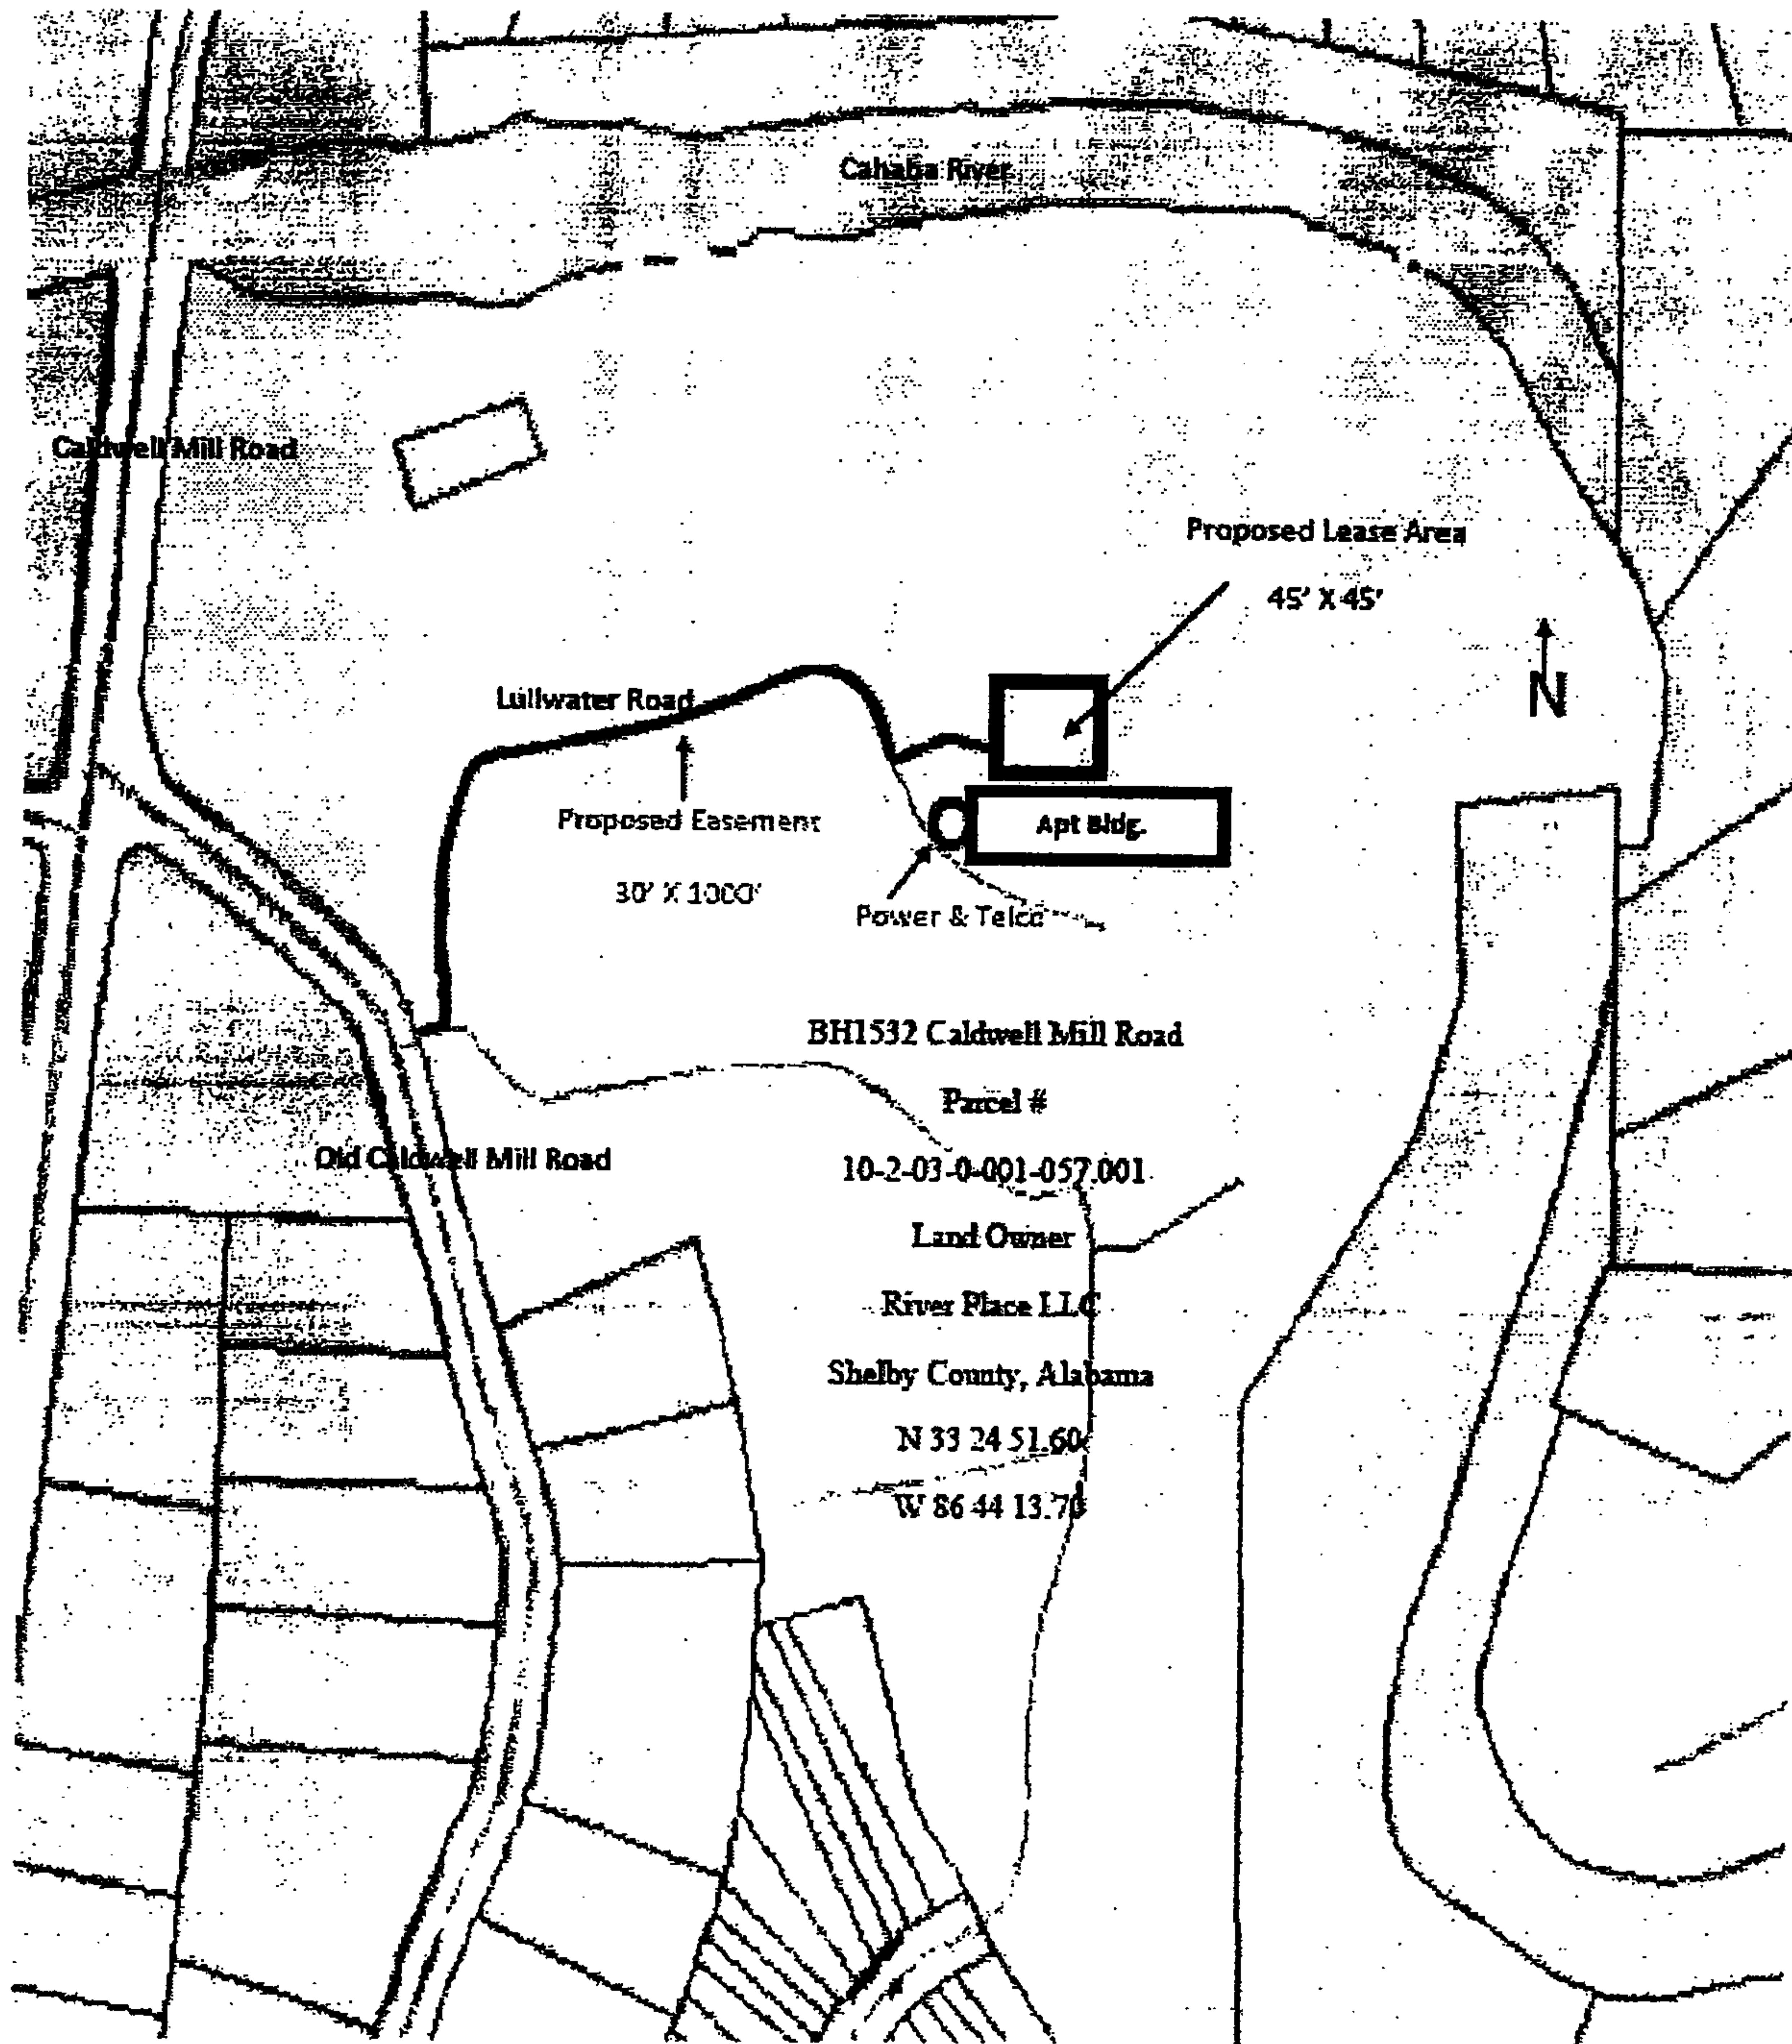 Cahaba River
Caldwell Mill Road
Proposed Lease Area
45' X 45'
N
Lullwater Road
Proposed Easement
30' X 1000'
Apt Bldg.
Power & Telco
BH1532 Caldwell Mill Road
Parcel #
10-2-03-0-001-057.001
Old Caldwell Mill Road
Land Owner
River Place LLC
Shelby County, Alabama
N 33 24 51.60
W 86 44 13.70